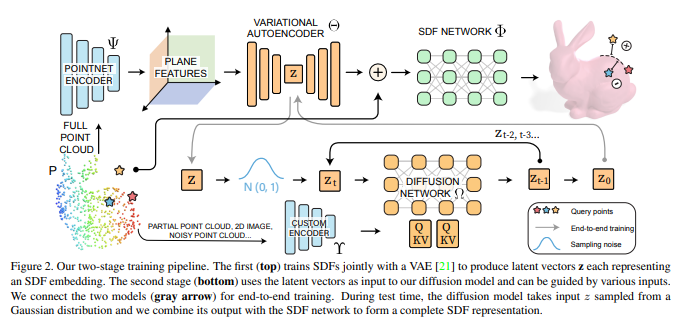 VARIATIONAL
AUTOENCODER Θ
SDF NETWORK Φ
Ψ
POINTNET
ENCODER
PLANE
FEATURES
z
+
+
−
FULL
POINT
CLOUD
P
Zt-2, t-3...
z
N (0, 1)
Zt
DIFFUSION
NETWORK Ω
Zt-1
Z0
PARTIAL POINT CLOUD, 2D IMAGE,
NOISY POINT CLOUD...
CUSTOM
ENCODER
ϒ
Q
KV
Q
KV
Query points
End-to-end training
Sampling noise
Figure 2. Our two-stage training pipeline. The first (top) trains SDFs jointly with a VAE [21] to produce latent vectors z each representing
an SDF embedding. The second stage (bottom) uses the latent vectors as input to our diffusion model and can be guided by various inputs.
We connect the two models (gray arrow) for end-to-end training. During test time, the diffusion model takes input z sampled from a
Gaussian distribution and we combine its output with the SDF network to form a complete SDF representation.